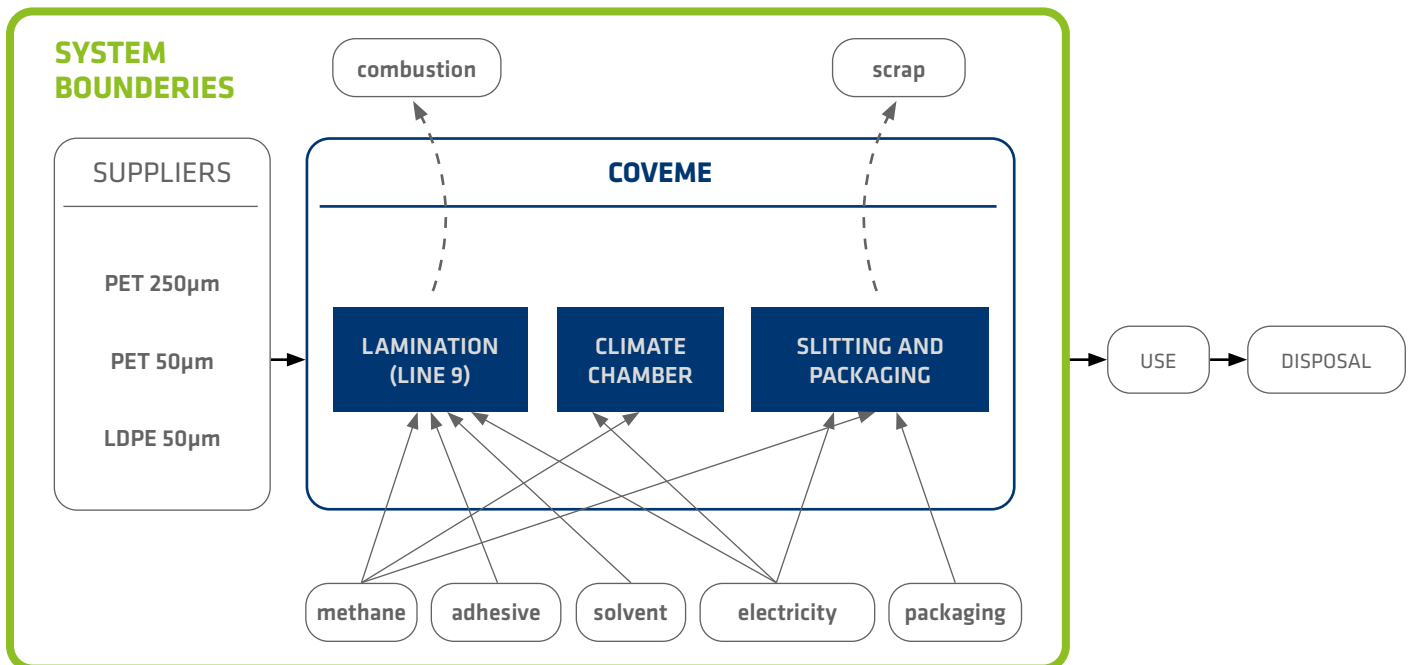 SYSTEM
BOUNDERIES
combustion
scrap
SUPPLIERS
PET 250µm
PET 50µm
LDPE 50µm
COVEME
LAMINATION
(LINE 9)
CLIMATE
CHAMBER
SLITTING AND
PACKAGING
USE
DISPOSAL
methane
adhesive
solvent
electricity
packaging